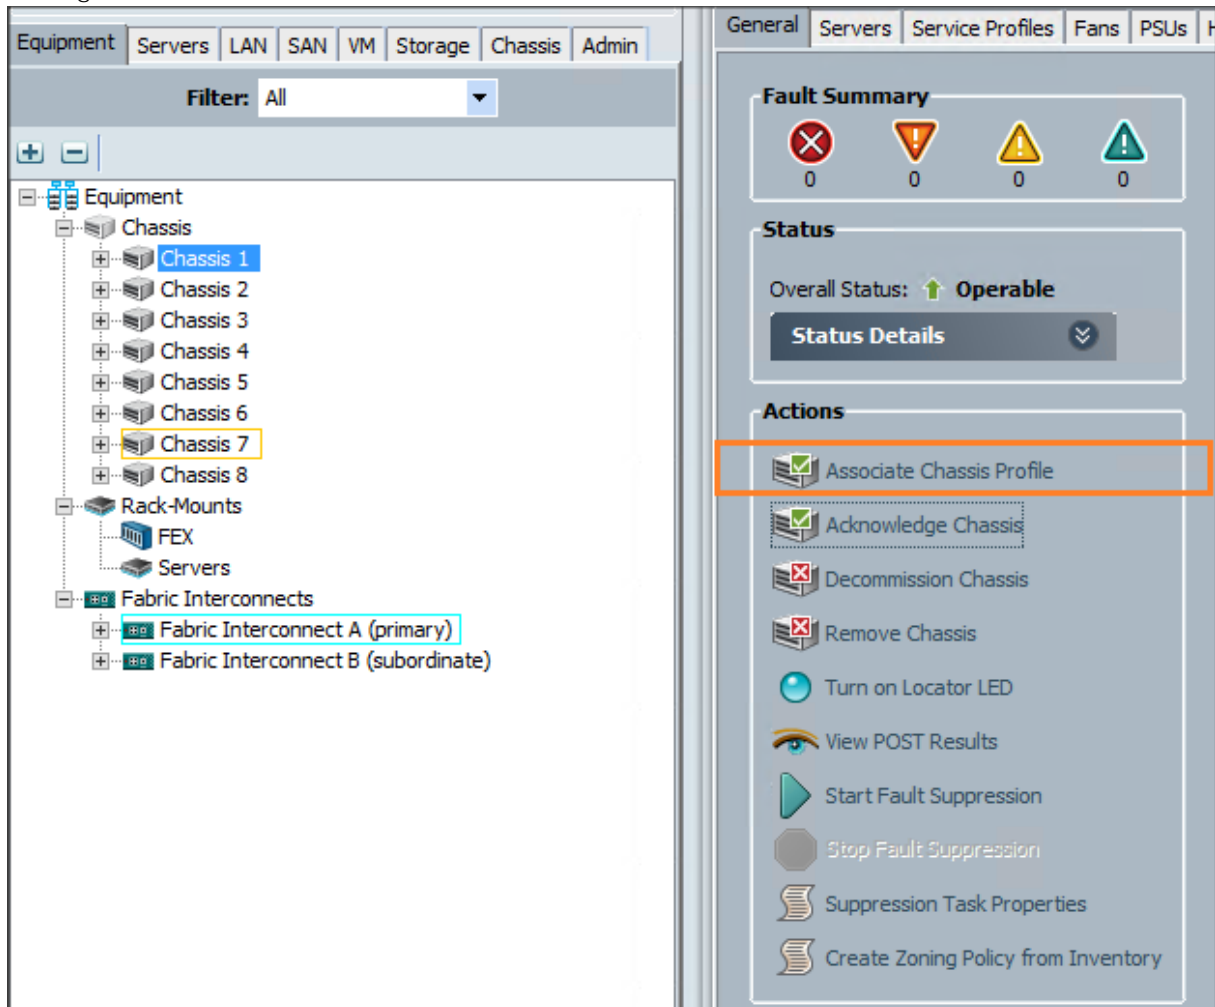 Equipment Servers LAN SAN VM Storage Chassis Admin
Filter: All
Equipment
Chassis
Chassis 1
Chassis 2
Chassis 3
Chassis 4
Chassis 5
Chassis 6
Chassis 7
Chassis 8
Rack-Mounts
FEX
Servers
Fabric Interconnects
Fabric Interconnect A (primary)
Fabric Interconnect B (subordinate)
General Servers Service Profiles Fans PSUs
Fault Summary
0 0 0 0
Status
Overall Status: Operable
Status Details
Actions
Associate Chassis Profile
Acknowledge Chassis
Decommission Chassis
Remove Chassis
Turn on Locator LED
View POST Results
Start Fault Suppression
Stop Fault Suppression
Suppression Task Properties
Create Zoning Policy from Inventory